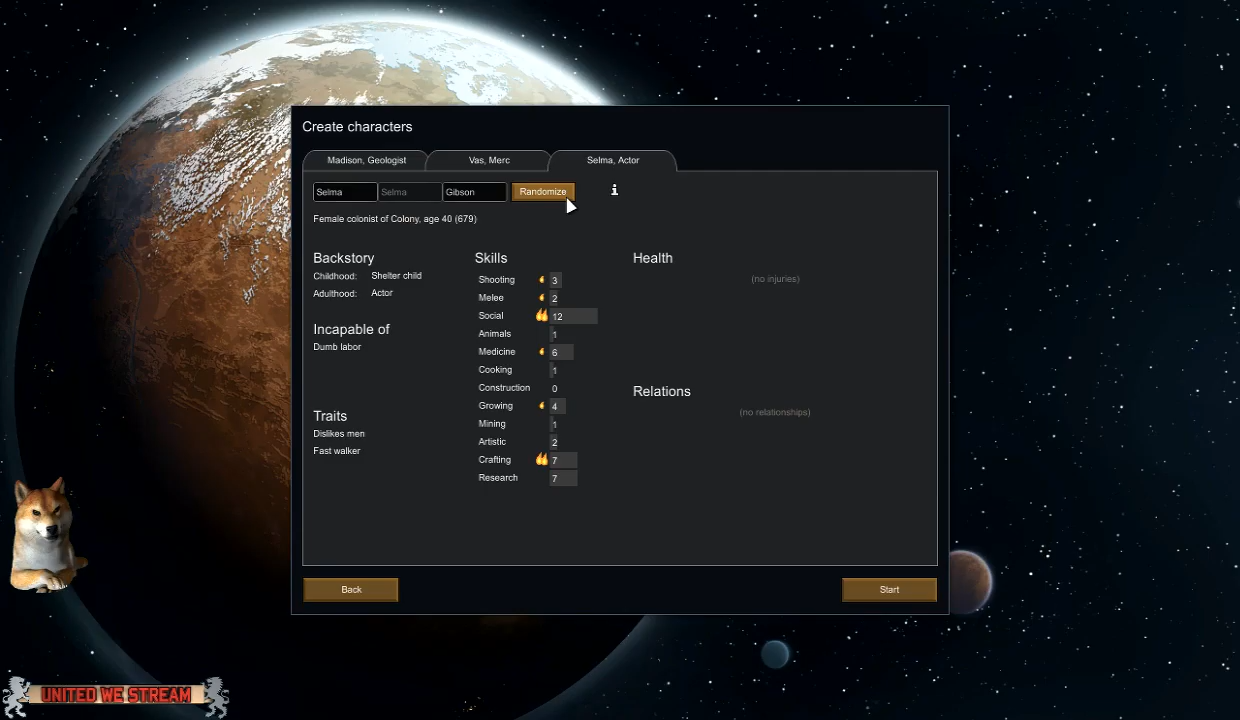 Create characters
Madison, Geologist
Vas, Merc
Selma, Actor
Selma
Selma
Gibson
Randomize
i
Female colonist of Colony, age 40 (679)
Backstory
Childhood: Shelter child
Adulthood: Actor
Incapable of
Dumb labor
Traits
Dislikes men
Fast walker
Skills
Shooting 3
Melee 2
Social 12
Animals 1
Medicine 6
Cooking 1
Construction 0
Growing 4
Mining 1
Artistic 2
Crafting 7
Research 7
Health
(no injuries)
Relations
(no relationships)
Back
Start
UNITED WE STREAM